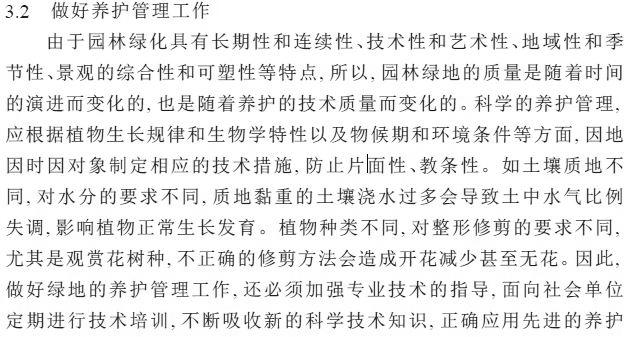 3.2 做好养护管理工作
由于园林绿化具有长期性和连续性、技术性和艺术性、地域性和季
节性、景观的综合性和可塑性等特点,所以,园林绿地的质量是随着时间
的演进而变化的,也是随着养护的技术质量而变化的。科学的养护管理,
应根据植物生长规律和生物学特性以及物候期和环境条件等方面,因地
因时因对象制定相应的技术措施,防止片面性、教条性。如土壤质地不
同,对水分的要求不同,质地黏重的土壤浇水过多会导致土中水气比例
失调,影响植物正常生长发育。植物种类不同,对整形修剪的要求不同,
尤其是观赏花树种,不正确的修剪方法会造成开花减少甚至无花。因此,
做好绿地的养护管理工作,还必须加强专业技术的指导,面向社会单位
定期进行技术培训,不断吸收新的科学技术知识,正确应用先进的养护